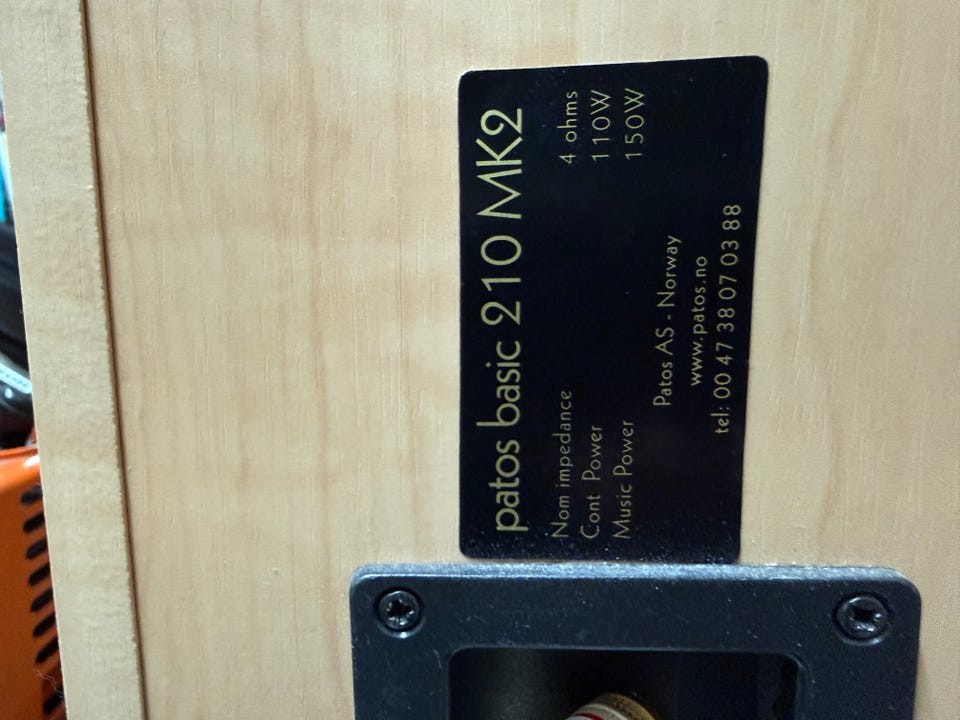 patos basic 210 MK2
Nom impedance 4 ohms
Cont Power 110W
Music Power 150W
Patos AS - Norway
www.patos.no
tel: 00 47 38 07 03 88